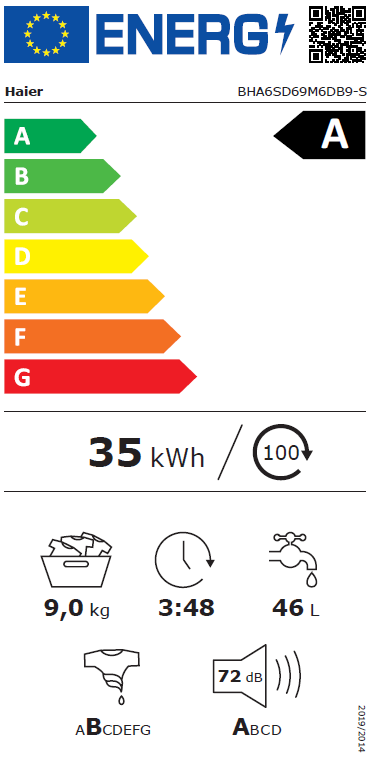 ENERG
Haier BHA6SD69M6DB9-S
A
A
B
C
D
E
F
G
35 kWh / 100
9,0 kg 3:48 46 L
72 dB
ABCDEFG ABCD
2019/2014